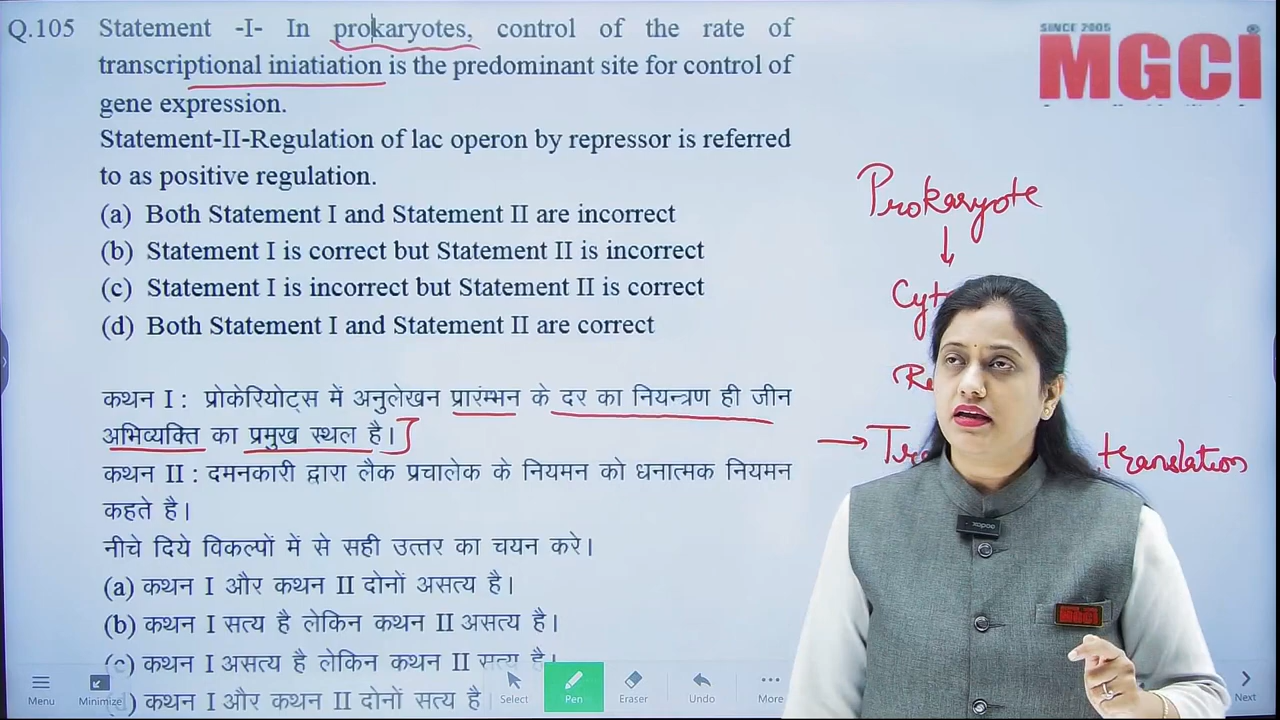 Q.105 Statement -I- In prokaryotes, control of the rate of
transcriptional iniatiation is the predominant site for control of
gene expression.
Statement-II-Regulation of lac operon by repressor is referred
to as positive regulation.
(a) Both Statement I and Statement II are incorrect
(b) Statement I is correct but Statement II is incorrect
(c) Statement I is incorrect but Statement II is correct
(d) Both Statement I and Statement II are correct
कथन I : प्रोकेरियोट्स में अनुलेखन प्रारंम्भन के दर का नियन्त्रण ही जीन
अभिव्यक्ति का प्रमुख स्थल है।
कथन II : दमनकारी द्वारा लैक प्रचालेक के नियमन को धनात्मक नियमन
कहते है।
नीचे दिये विकल्पों में से सही उत्त्तर का चयन करे।
(a) कथन I और कथन II दोनों असत्य है।
(b) कथन I सत्य है लेकिन कथन II असत्य है।
(c) कथन I असत्य है लेकिन कथन II सत्य है।
(d) कथन I और कथन II दोनों सत्य है
SINCE 2005
MGCI
Prokaryote
translation
Menu
Minimize
Select
Pen
Eraser
Undo
More
Next